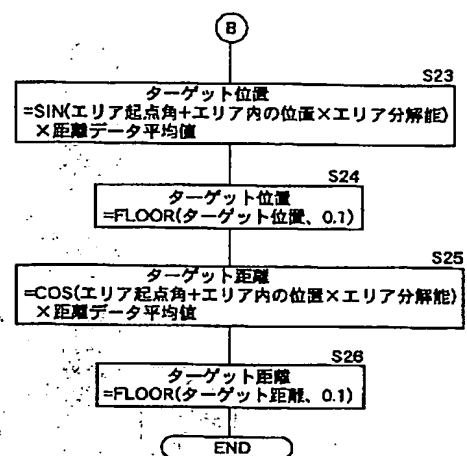 B
S23
ターゲット位置
=SIN(エリア起点角+エリア内の位置×エリア分解能)
×距離データ平均値
S24
ターゲット位置
=FLOOR(ターゲット位置、0.1)
S25
ターゲット距離
=COS(エリア起点角+エリア内の位置×エリア分解能)
×距離データ平均値
S26
ターゲット距離
=FLOOR(ターゲット距離、0.1)
END